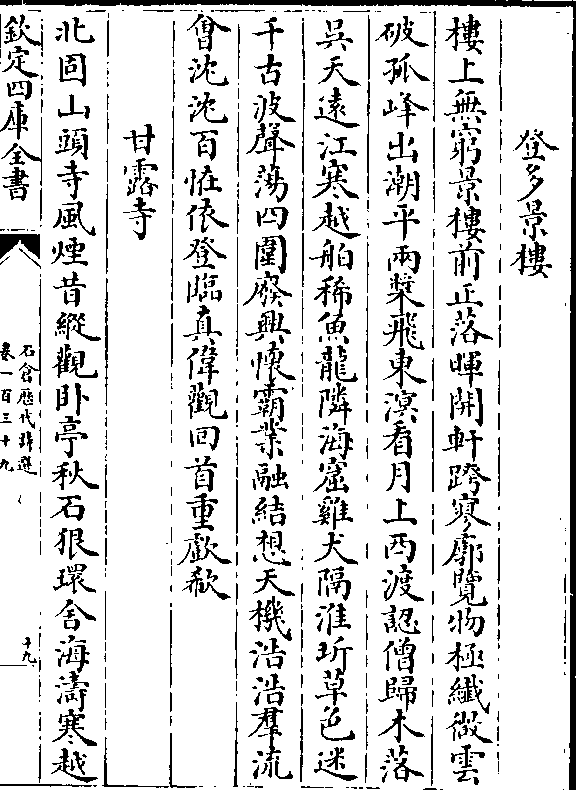 登多景樓
樓上無窮景樓前正落暉開軒跨寥廓覽物極纖微雲
破孤峰出潮平兩槳飛東溟看月上西渡認僧歸木落
吳天遠江寒越舶稀魚龍隣海窟雞犬隔淮圻草色迷
千古波聲蕩四圍廢興懷霸業融結想天機浩浩羣流
會沈沈百怪依登臨真偉觀回首重歔欷
甘露寺
北固山頭寺風煙昔縱觀卧亭秋石狠環舍海濤寒越
欽定四庫全書
石倉歷代詩選
卷一百三十九
十九